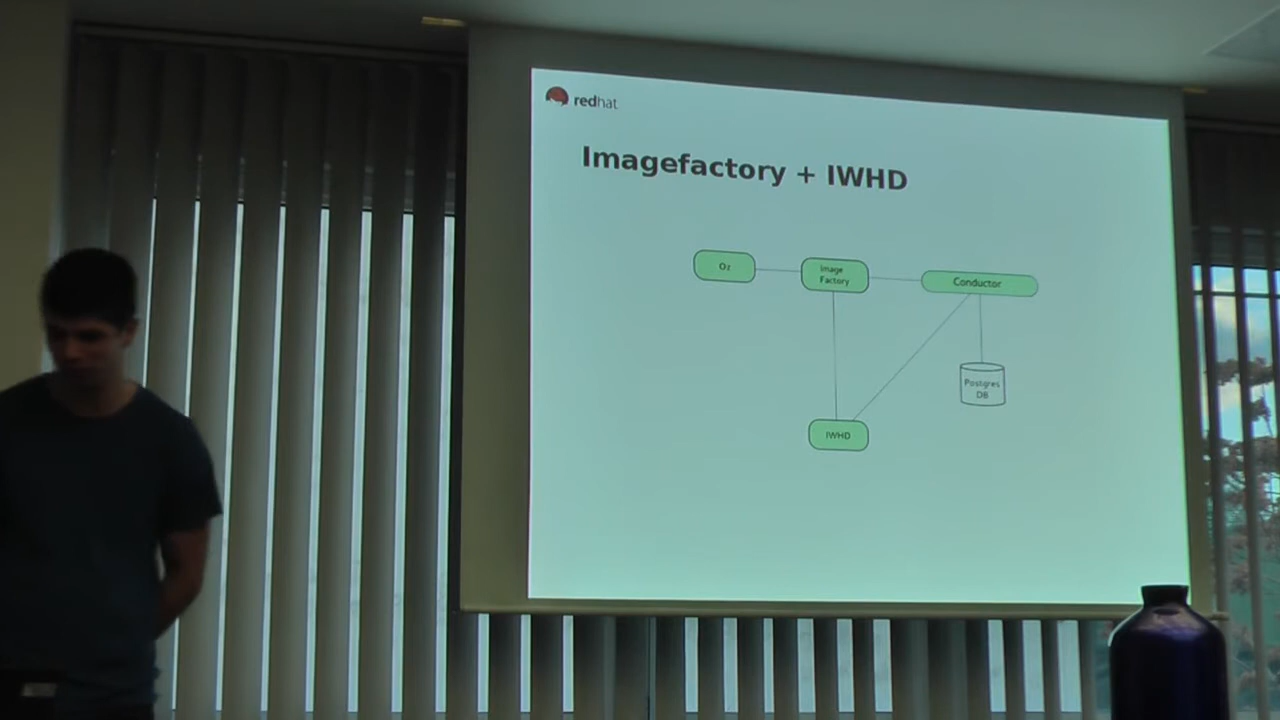 redhat
Imagefactory + IWHD
Oz
Image
Factory
Conductor
Postgres
DB
IWHD